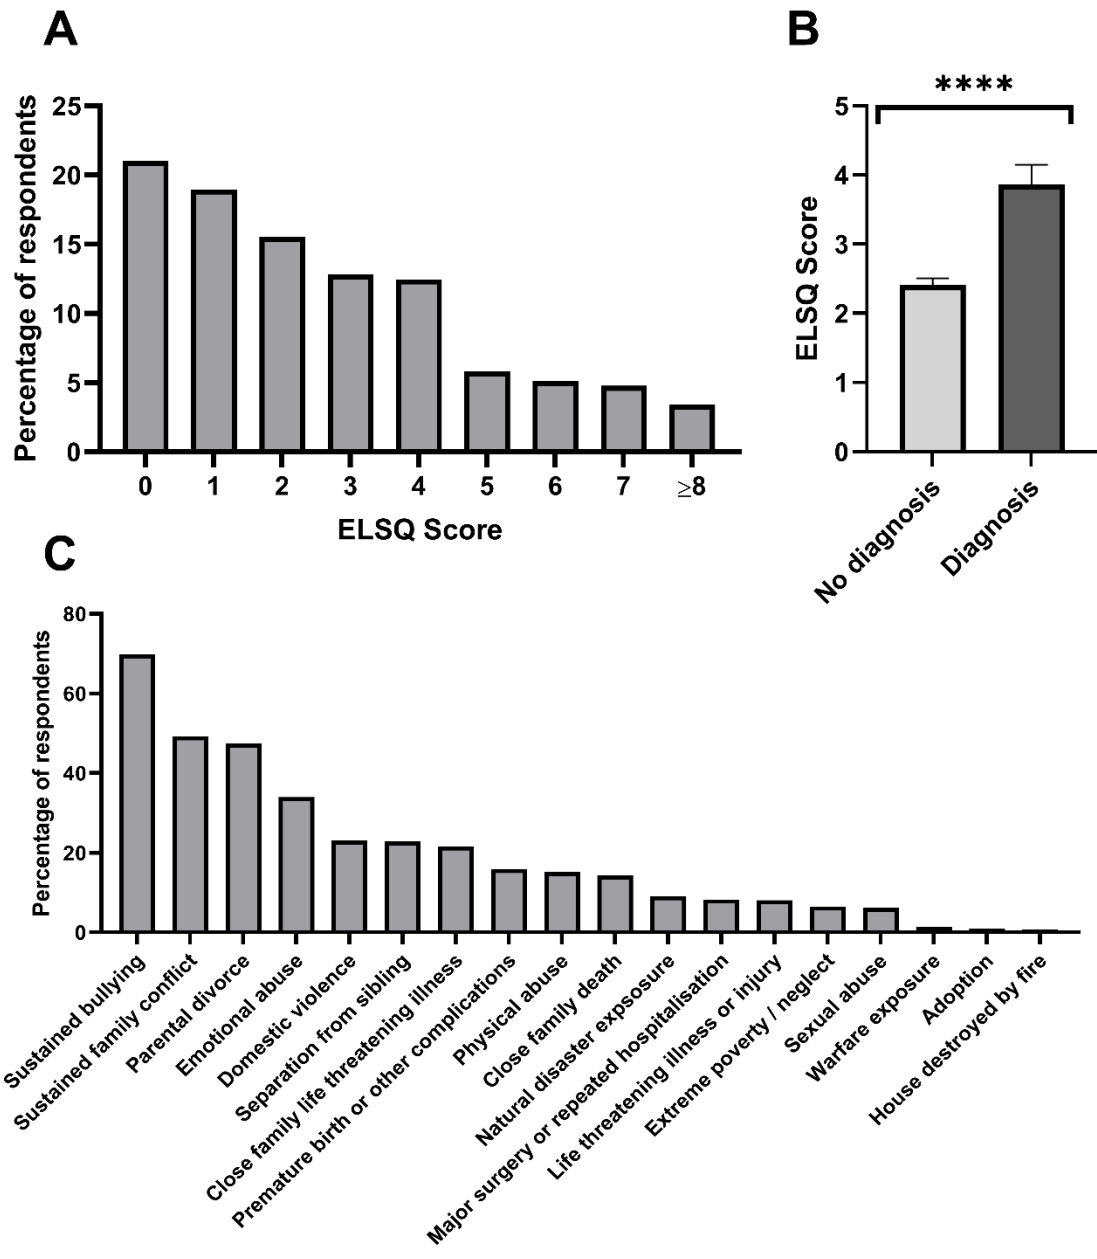 A
Percentage of respondents
25
20
15
10
5
0
0 1 2 3 4 5 6 7 ≥8
ELSQ Score
B
****
ELSQ Score
5
4
3
2
1
0
No diagnosis
Diagnosis
C
Percentage of respondents
80
60
40
20
0
Sustained bullying
Sustained family conflict
Parental divorce
Emotional abuse
Domestic violence
Separation from sibling
Close family life threatening illness
Premature birth or other complications
Physical abuse
Close family death
Natural disaster expsosure
Major surgery or repeated hospitalisation
Life threatening illness or injury
Extreme poverty / neglect
Sexual abuse
Warfare exposure
Adoption
House destroyed by fire